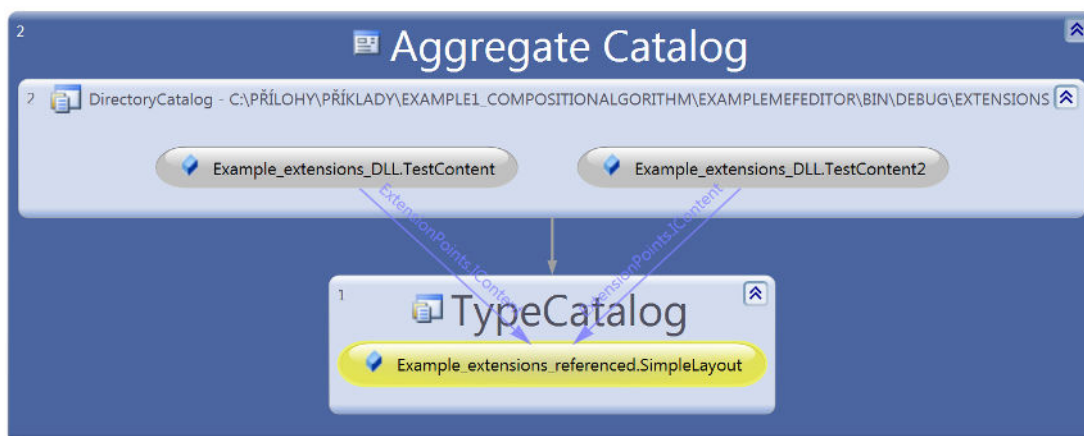 2
Aggregate Catalog
2 DirectoryCatalog - C:\PŘÍLOHY\PŘÍKLADY\EXAMPLE1_COMPOSITIONALGORITHM\EXAMPLEMEFEDITOR\BIN\DEBUG\EXTENSIONS
Example_extensions_DLL.TestContent
Example_extensions_DLL.TestContent2
ExtensionPoints.IContent
ExtensionPoints.IContent
1
TypeCatalog
Example_extensions_referenced.SimpleLayout